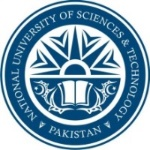 NATIONAL UNIVERSITY OF SCIENCES & TECHNOLOGY
PAKISTAN